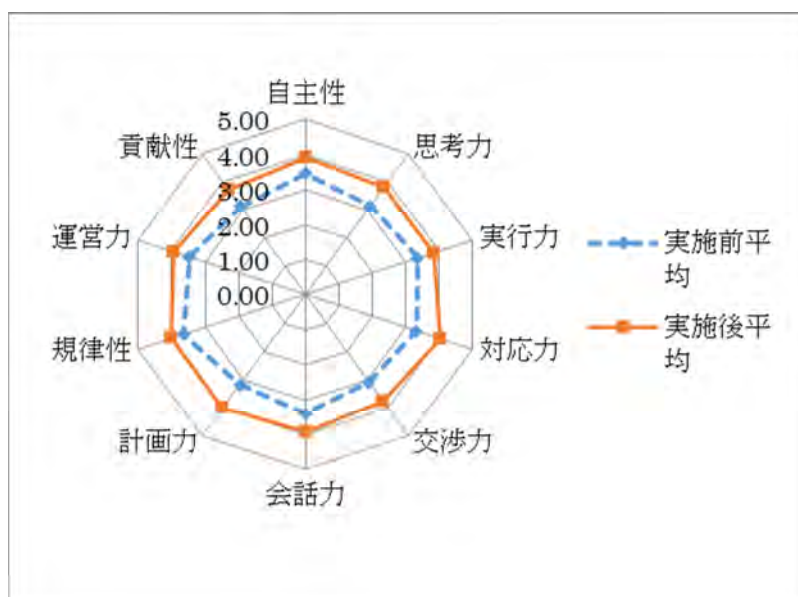 自主性
思考力
実行力
対応力
交渉力
会話力
計画力
規律性
運営力
貢献性
5.00
4.00
3.00
2.00
1.00
0.00
実施前平
均
実施後平
均